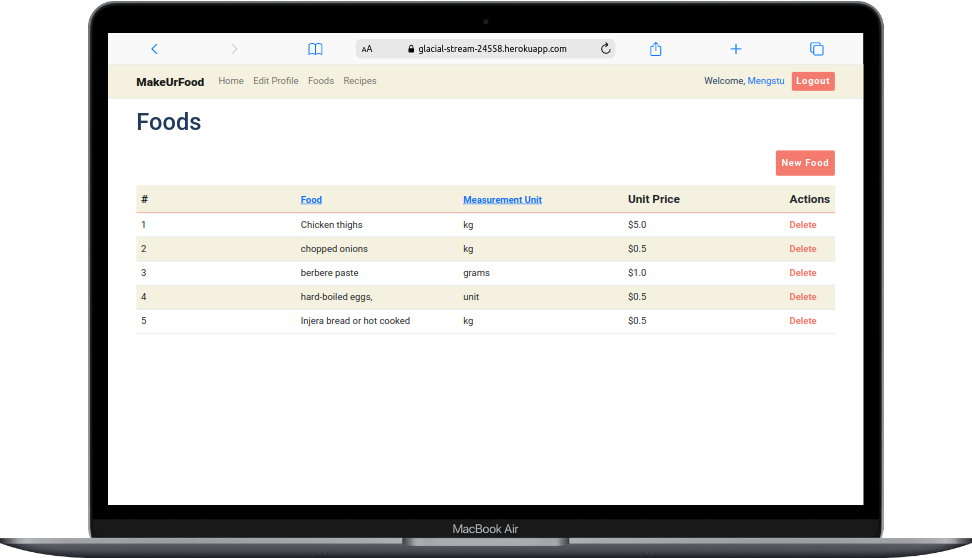 AA glacial-stream-24558.herokuapp.com
MakeUrFood Home Edit Profile Foods Recipes Welcome, Mengstu Logout
Foods
New Food
# Food Measurement Unit Unit Price Actions
1 Chicken thighs kg $5.0 Delete
2 chopped onions kg $0.5 Delete
3 berbere paste grams $1.0 Delete
4 hard-boiled eggs, unit $0.5 Delete
5 Injera bread or hot cooked kg $0.5 Delete
MacBook Air